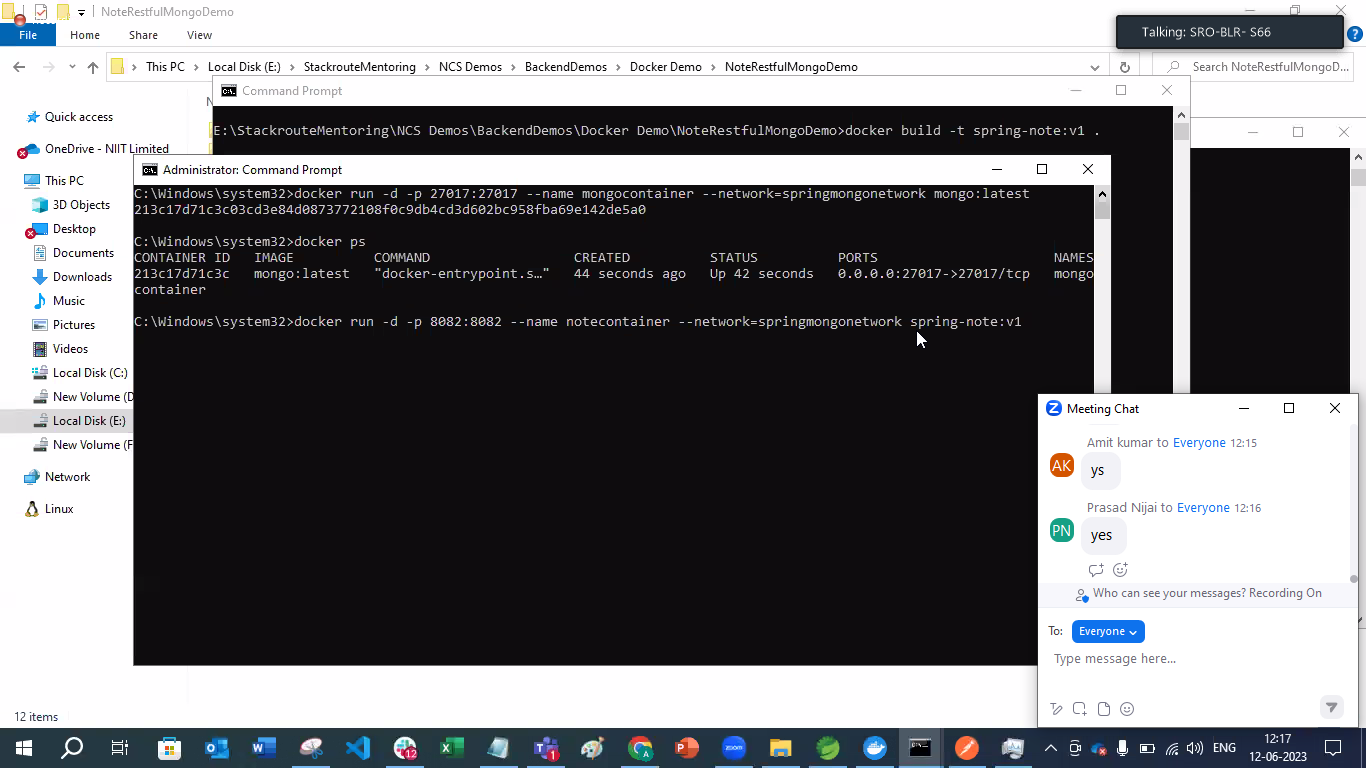 NoteRestfulMongoDemo
File Home Share View
Talking: SRO-BLR- S66
This PC Local Disk (E:) StackrouteMentoring NCS Demos BackendDemos Docker Demo NoteRestfulMongoDemo
Search NoteRestfulMongoD...
Quick access
OneDrive - NIIT Limited
This PC
3D Objects
Desktop
Documents
Downloads
Music
Pictures
Videos
Local Disk (C:)
New Volume (D
Local Disk (E:)
New Volume (F
Network
Linux
12 items
Command Prompt
E:\StackrouteMentoring\NCS Demos\BackendDemos\Docker Demo\NoteRestfulMongoDemo>docker build -t spring-note:v1 .
Administrator: Command Prompt
C:\Windows\system32>docker run -d -p 27017:27017 --name mongocontainer --network=springmongonetwork mongo:latest
213c17d71c3c03cd3e84d0873772108f0c9db4cd3d602bc958fba69e142de5a0
C:\Windows\system32>docker ps
CONTAINER ID IMAGE COMMAND CREATED STATUS PORTS NAMES
213c17d71c3c mongo:latest "docker-entrypoint.s…" 44 seconds ago Up 42 seconds 0.0.0.0:27017->27017/tcp mongo
container
C:\Windows\system32>docker run -d -p 8082:8082 --name notecontainer --network=springmongonetwork spring-note:v1
Meeting Chat
Amit kumar to Everyone 12:15
AK
ys
Prasad Nijai to Everyone 12:16
PN
yes
Who can see your messages? Recording On
To: Everyone
Type message here...
zoom
12
1
ENG
12:17
12-06-2023